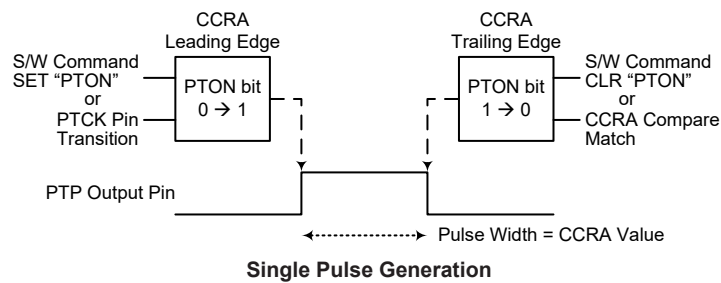 CCRA
Leading Edge
S/W Command
SET “PTON”
or
PTCK Pin
Transition
PTON bit
0 → 1
CCRA
Trailing Edge
PTON bit
1 → 0
S/W Command
CLR “PTON”
or
CCRA Compare
Match
PTP Output Pin
Pulse Width = CCRA Value
Single Pulse Generation